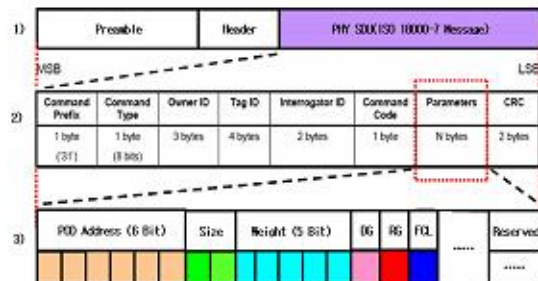 1) Preamble Header PHY SDU(ISO 18000-7 Message)
MSB LSB
2) Command Prefix Command Type Owner ID Tag ID Interrogator ID Command Code Parameters CRC
1 byte ('31') 1 byte (8 bits) 3 bytes 4 bytes 2 bytes 1 byte N bytes 2 bytes
3) POD Address (6 Bit) Size Weight (5 Bit) DG RG FCL ..... Reserved
.....